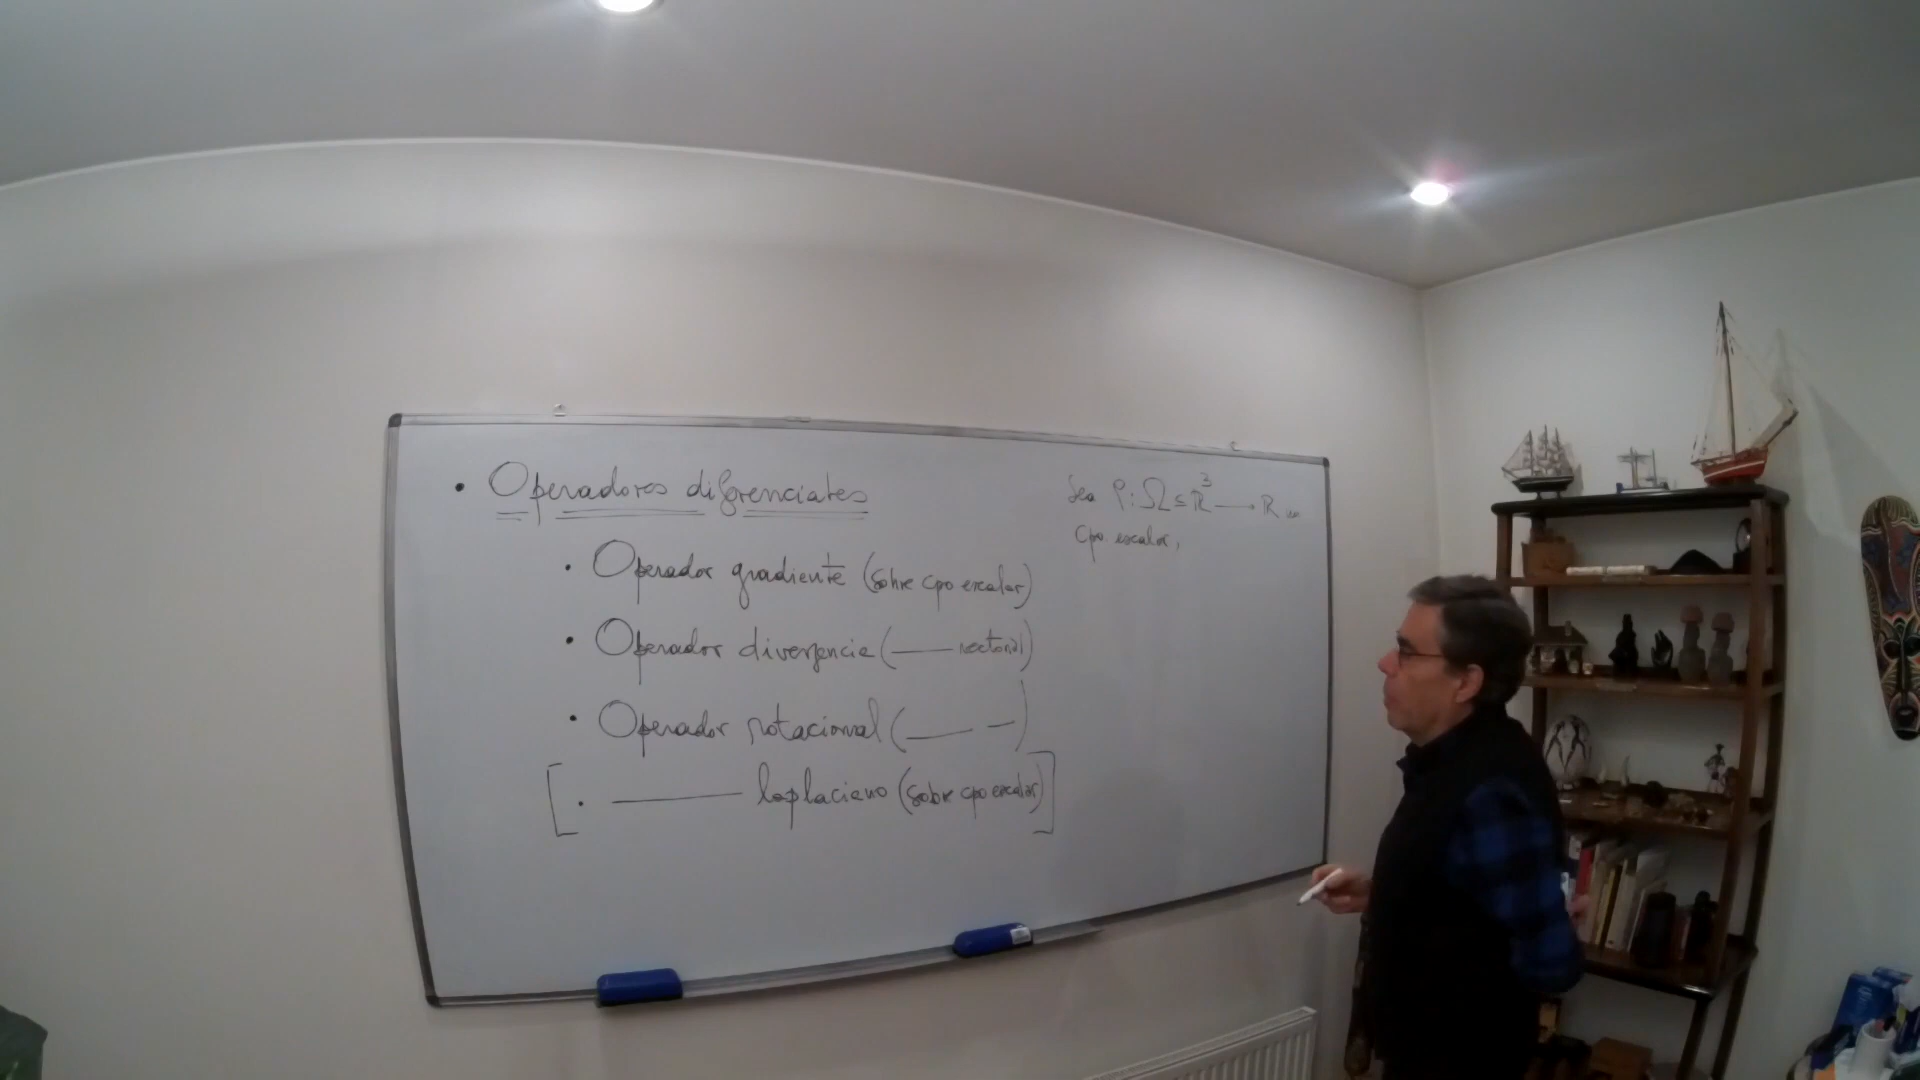 • Operadores diferenciales
• Operador gradiente (sobre cpo escalar)
• Operador divergencia (—— vectorial)
• Operador rotacional (—— —)
[• ———— laplaciano (sobre cpo escalar)]
Sea φ: Ω ⊆ ℝ³ ⟶ ℝ un
cpo. escalar,